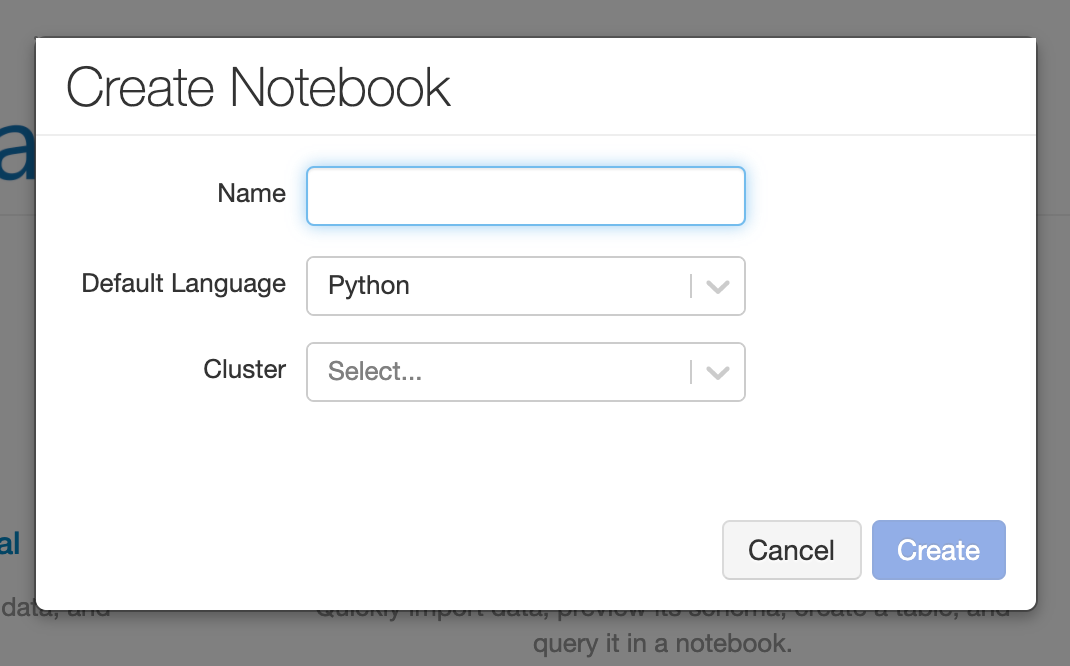 Create Notebook
Name
Default Language Python
Cluster Select...
Cancel Create
a
al
data, and
Quickly import data, preview its schema, create a table, and
query it in a notebook.